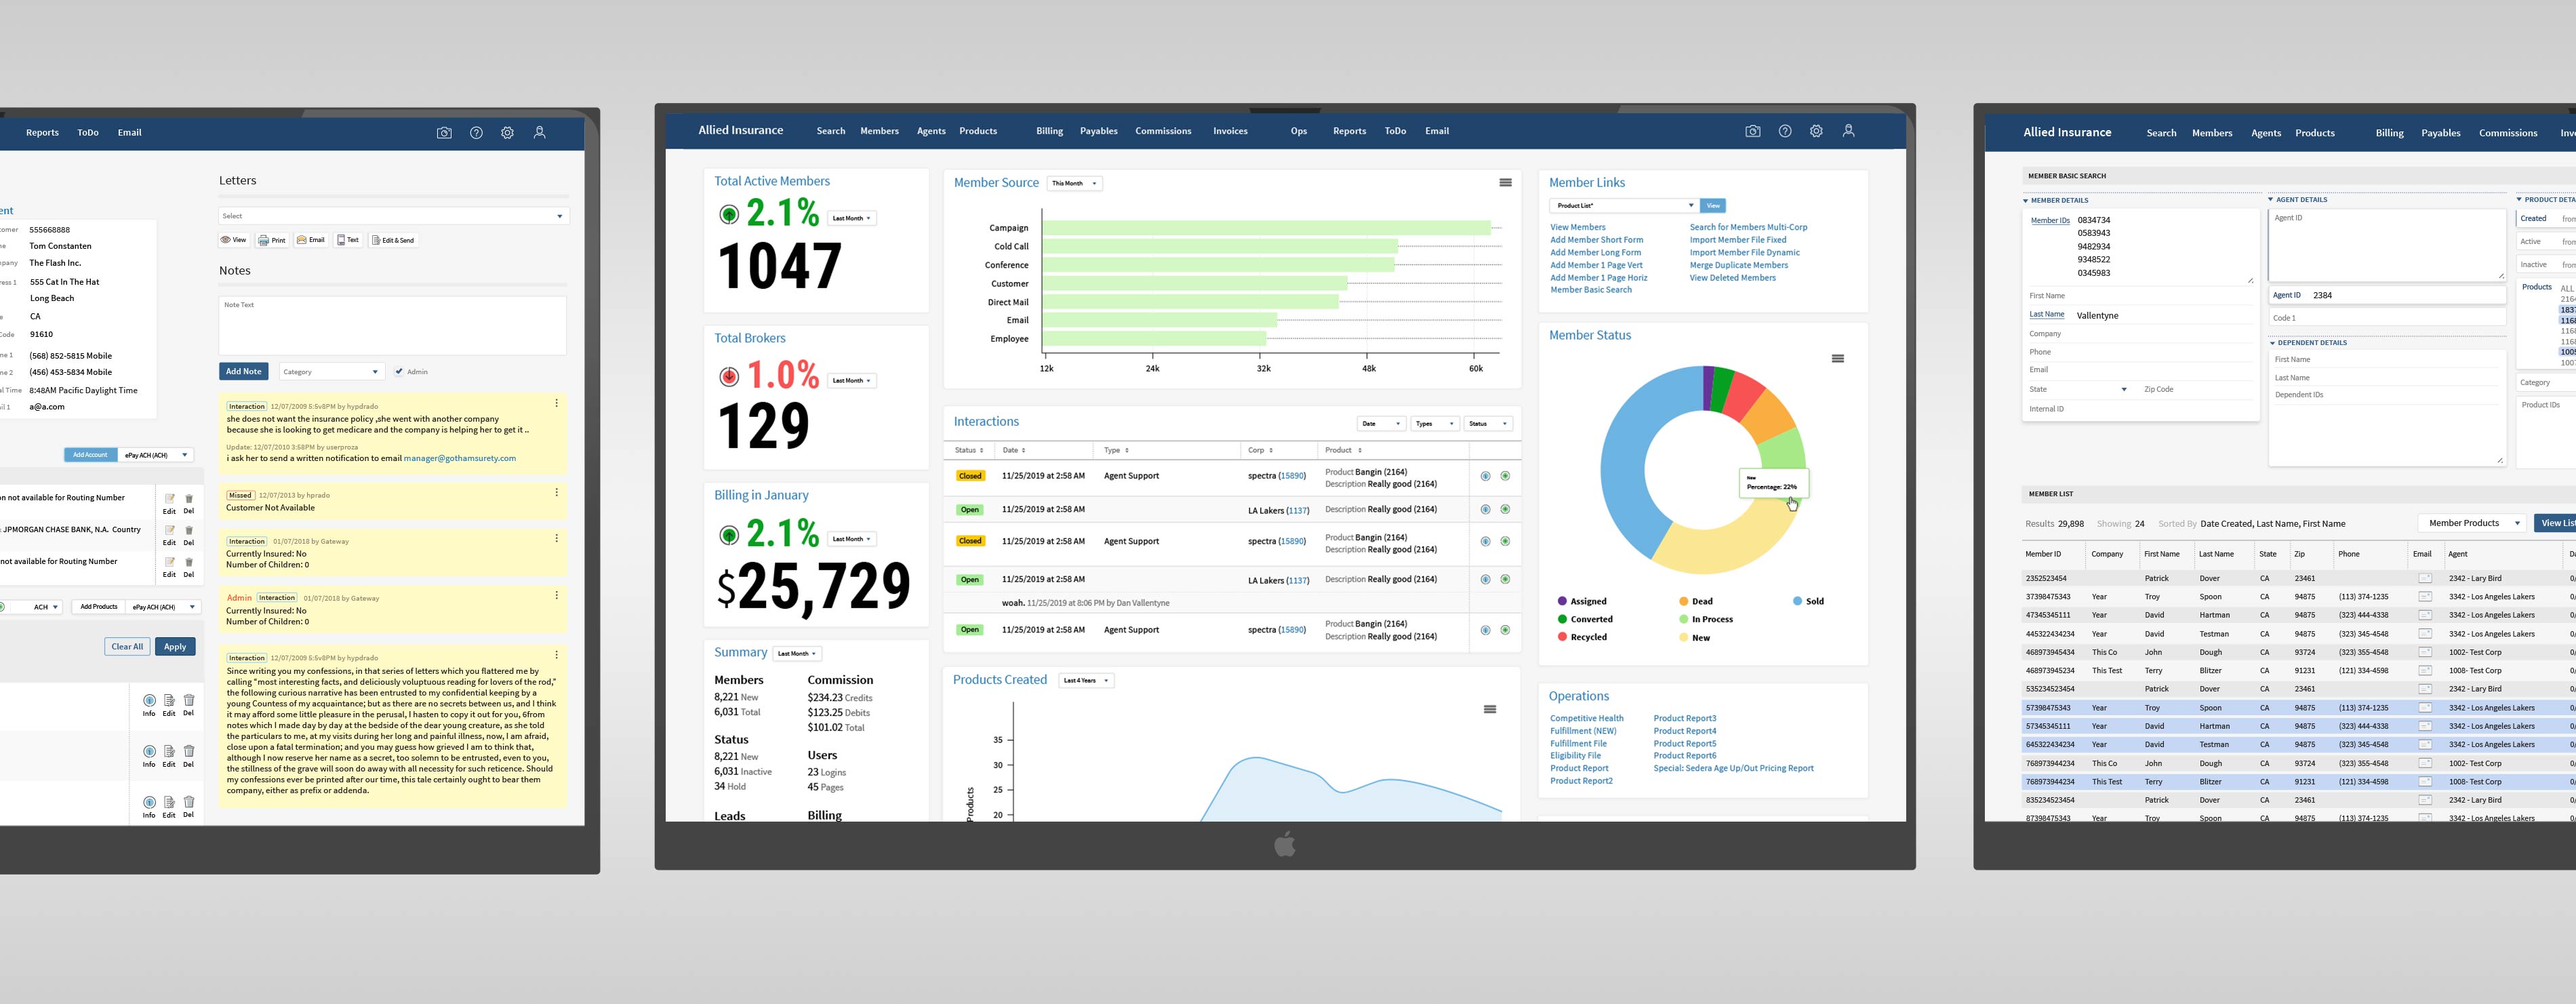 Reports ToDo Email
Letters
Select
View Print Email Text Edit & Send
Notes
Note Text
Add Note Category Admin
ent
omer 555668888
Tom Constanten
pany The Flash Inc.
ress 1 555 Cat In The Hat
Long Beach
CA
Code 91610
ne 1 (568) 852-5815 Mobile
ne 2 (456) 453-5834 Mobile
al Time 8:48AM Pacific Daylight Time
ail 1 a@a.com
Add Account ePay ACH (ACH)
on not available for Routing Number
Edit Del
: JPMORGAN CHASE BANK, N.A. Country
Edit Del
not available for Routing Number
Edit Del
ACH Add Products ePay ACH (ACH)
Clear All Apply
Info Edit Del
Info Edit Del
Info Edit Del
Interaction 12/07/2009 5:5v8PM by hypdrado
she does not want the insurance policy ,she went with another company
because she is looking to get medicare and the company is helping her to get it ..
Update: 12/07/2010 3:58PM by userproza
i ask her to send a written notification to email manager@gothamsurety.com
Missed 12/07/2013 by hprado
Customer Not Available
Interaction 01/07/2018 by Gateway
Currently Insured: No
Number of Children: 0
Admin Interaction 01/07/2018 by Gateway
Currently Insured: No
Number of Children: 0
Interaction 12/07/2009 5:5v8PM by hypdrado
Since writing you my confessions, in that series of letters which you flattered me by
calling "most interesting facts, and deliciously voluptuous reading for lovers of the rod,"
the following curious narrative has been entrusted to my confidential keeping by a
young Countess of my acquaintance; but as there are no secrets between us, and I think
it may afford some little pleasure in the perusal, I hasten to copy it out for you, 6from
notes which I made day by day at the bedside of the dear young creature, as she told
the particulars to me, at my visits during her long and painful illness, now, I am afraid,
close upon a fatal termination; and you may guess how grieved I am to think that,
although I now reserve her name as a secret, too solemn to be entrusted, even to you,
the stillness of the grave will soon do away with all necessity for such reticence. Should
my confessions ever be printed after our time, this tale certainly ought to bear them
company, either as prefix or addenda.
Allied Insurance Search Members Agents Products Billing Payables Commissions Invoices Ops Reports ToDo Email
Total Active Members
2.1% Last Month
1047
Total Brokers
1.0% Last Month
129
Billing in January
2.1% Last Month
$25,729
Summary Last Month
Members Commission
8,221 New $234.23 Credits
6,031 Total $123.25 Debits
$101.02 Total
Status
8,221 New Users
6,031 Inactive 23 Logins
34 Hold 45 Pages
Leads Billing
Member Source This Month
Campaign
Cold Call
Conference
Customer
Direct Mail
Email
Employee
12k 24k 32k 48k 60k
Interactions Date Types Status
Status Date Type Corp Product
Closed 11/25/2019 at 2:58 AM Agent Support spectra (15890) Product Bangin (2164)
Description Really good (2164)
Open 11/25/2019 at 2:58 AM LA Lakers (1137) Description Really good (2164)
Closed 11/25/2019 at 2:58 AM Agent Support spectra (15890) Product Bangin (2164)
Description Really good (2164)
Open 11/25/2019 at 2:58 AM LA Lakers (1137) Description Really good (2164)
woah. 11/25/2019 at 8:06 PM by Dan Vallentyne
Open 11/25/2019 at 2:58 AM Agent Support spectra (15890) Product Bangin (2164)
Description Really good (2164)
Products Created Last 4 Years
35
30
25
20
Products
Member Links
Product List* View
View Members Search for Members Multi-Corp
Add Member Short Form Import Member File Fixed
Add Member Long Form Import Member File Dynamic
Add Member 1 Page Vert Merge Duplicate Members
Add Member 1 Page Horiz View Deleted Members
Member Basic Search
Member Status
New
Percentage: 22%
Assigned Dead Sold
Converted In Process
Recycled New
Operations
Competitive Health Product Report3
Fulfillment (NEW) Product Report4
Fulfillment File Product Report5
Eligibility File Product Report6
Product Report Special: Sedera Age Up/Out Pricing Report
Product Report2
Allied Insurance Search Members Agents Products Billing Payables Commissions Inv
MEMBER BASIC SEARCH
MEMBER DETAILS AGENT DETAILS PRODUCT DETA
Member IDs 0834734
0583943
9482934
9348522
0345983
First Name
Last Name Vallentyne
Company
Phone
Email
State Zip Code
Internal ID
Agent ID
Agent ID 2384
Code 1
DEPENDENT DETAILS
First Name
Last Name
Dependent IDs
Created from
Active from
Inactive from
Products ALL
2164
1837
1168
1168
1168
1005
1007
Category
Product IDs
MEMBER LIST
Results 29,898 Showing 24 Sorted By Date Created, Last Name, First Name Member Products View List
Member ID Company First Name Last Name State Zip Phone Email Agent
2352523454 Patrick Dover CA 23461 2342 - Lary Bird
37398475343 Year Troy Spoon CA 94875 (113) 374-1235 3342 - Los Angeles Lakers
47345345111 Year David Hartman CA 94875 (323) 444-4338 3342 - Los Angeles Lakers
445322434234 Year David Testman CA 94875 (323) 345-4548 3342 - Los Angeles Lakers
468973945434 This Co John Dough CA 93724 (323) 355-4548 1002- Test Corp
468973945234 This Test Terry Blitzer CA 91231 (121) 334-4598 1008- Test Corp
535234523454 Patrick Dover CA 23461 2342 - Lary Bird
57398475343 Year Troy Spoon CA 94875 (113) 374-1235 3342 - Los Angeles Lakers
57345345111 Year David Hartman CA 94875 (323) 444-4338 3342 - Los Angeles Lakers
645322434234 Year David Testman CA 94875 (323) 345-4548 3342 - Los Angeles Lakers
768973944234 This Co John Dough CA 93724 (323) 355-4548 1002- Test Corp
768973944234 This Test Terry Blitzer CA 91231 (121) 334-4598 1008- Test Corp
835234523454 Patrick Dover CA 23461 2342 - Lary Bird
87398475343 Year Troy Spoon CA 94875 (113) 374-1235 3342 - Los Angeles Lakers